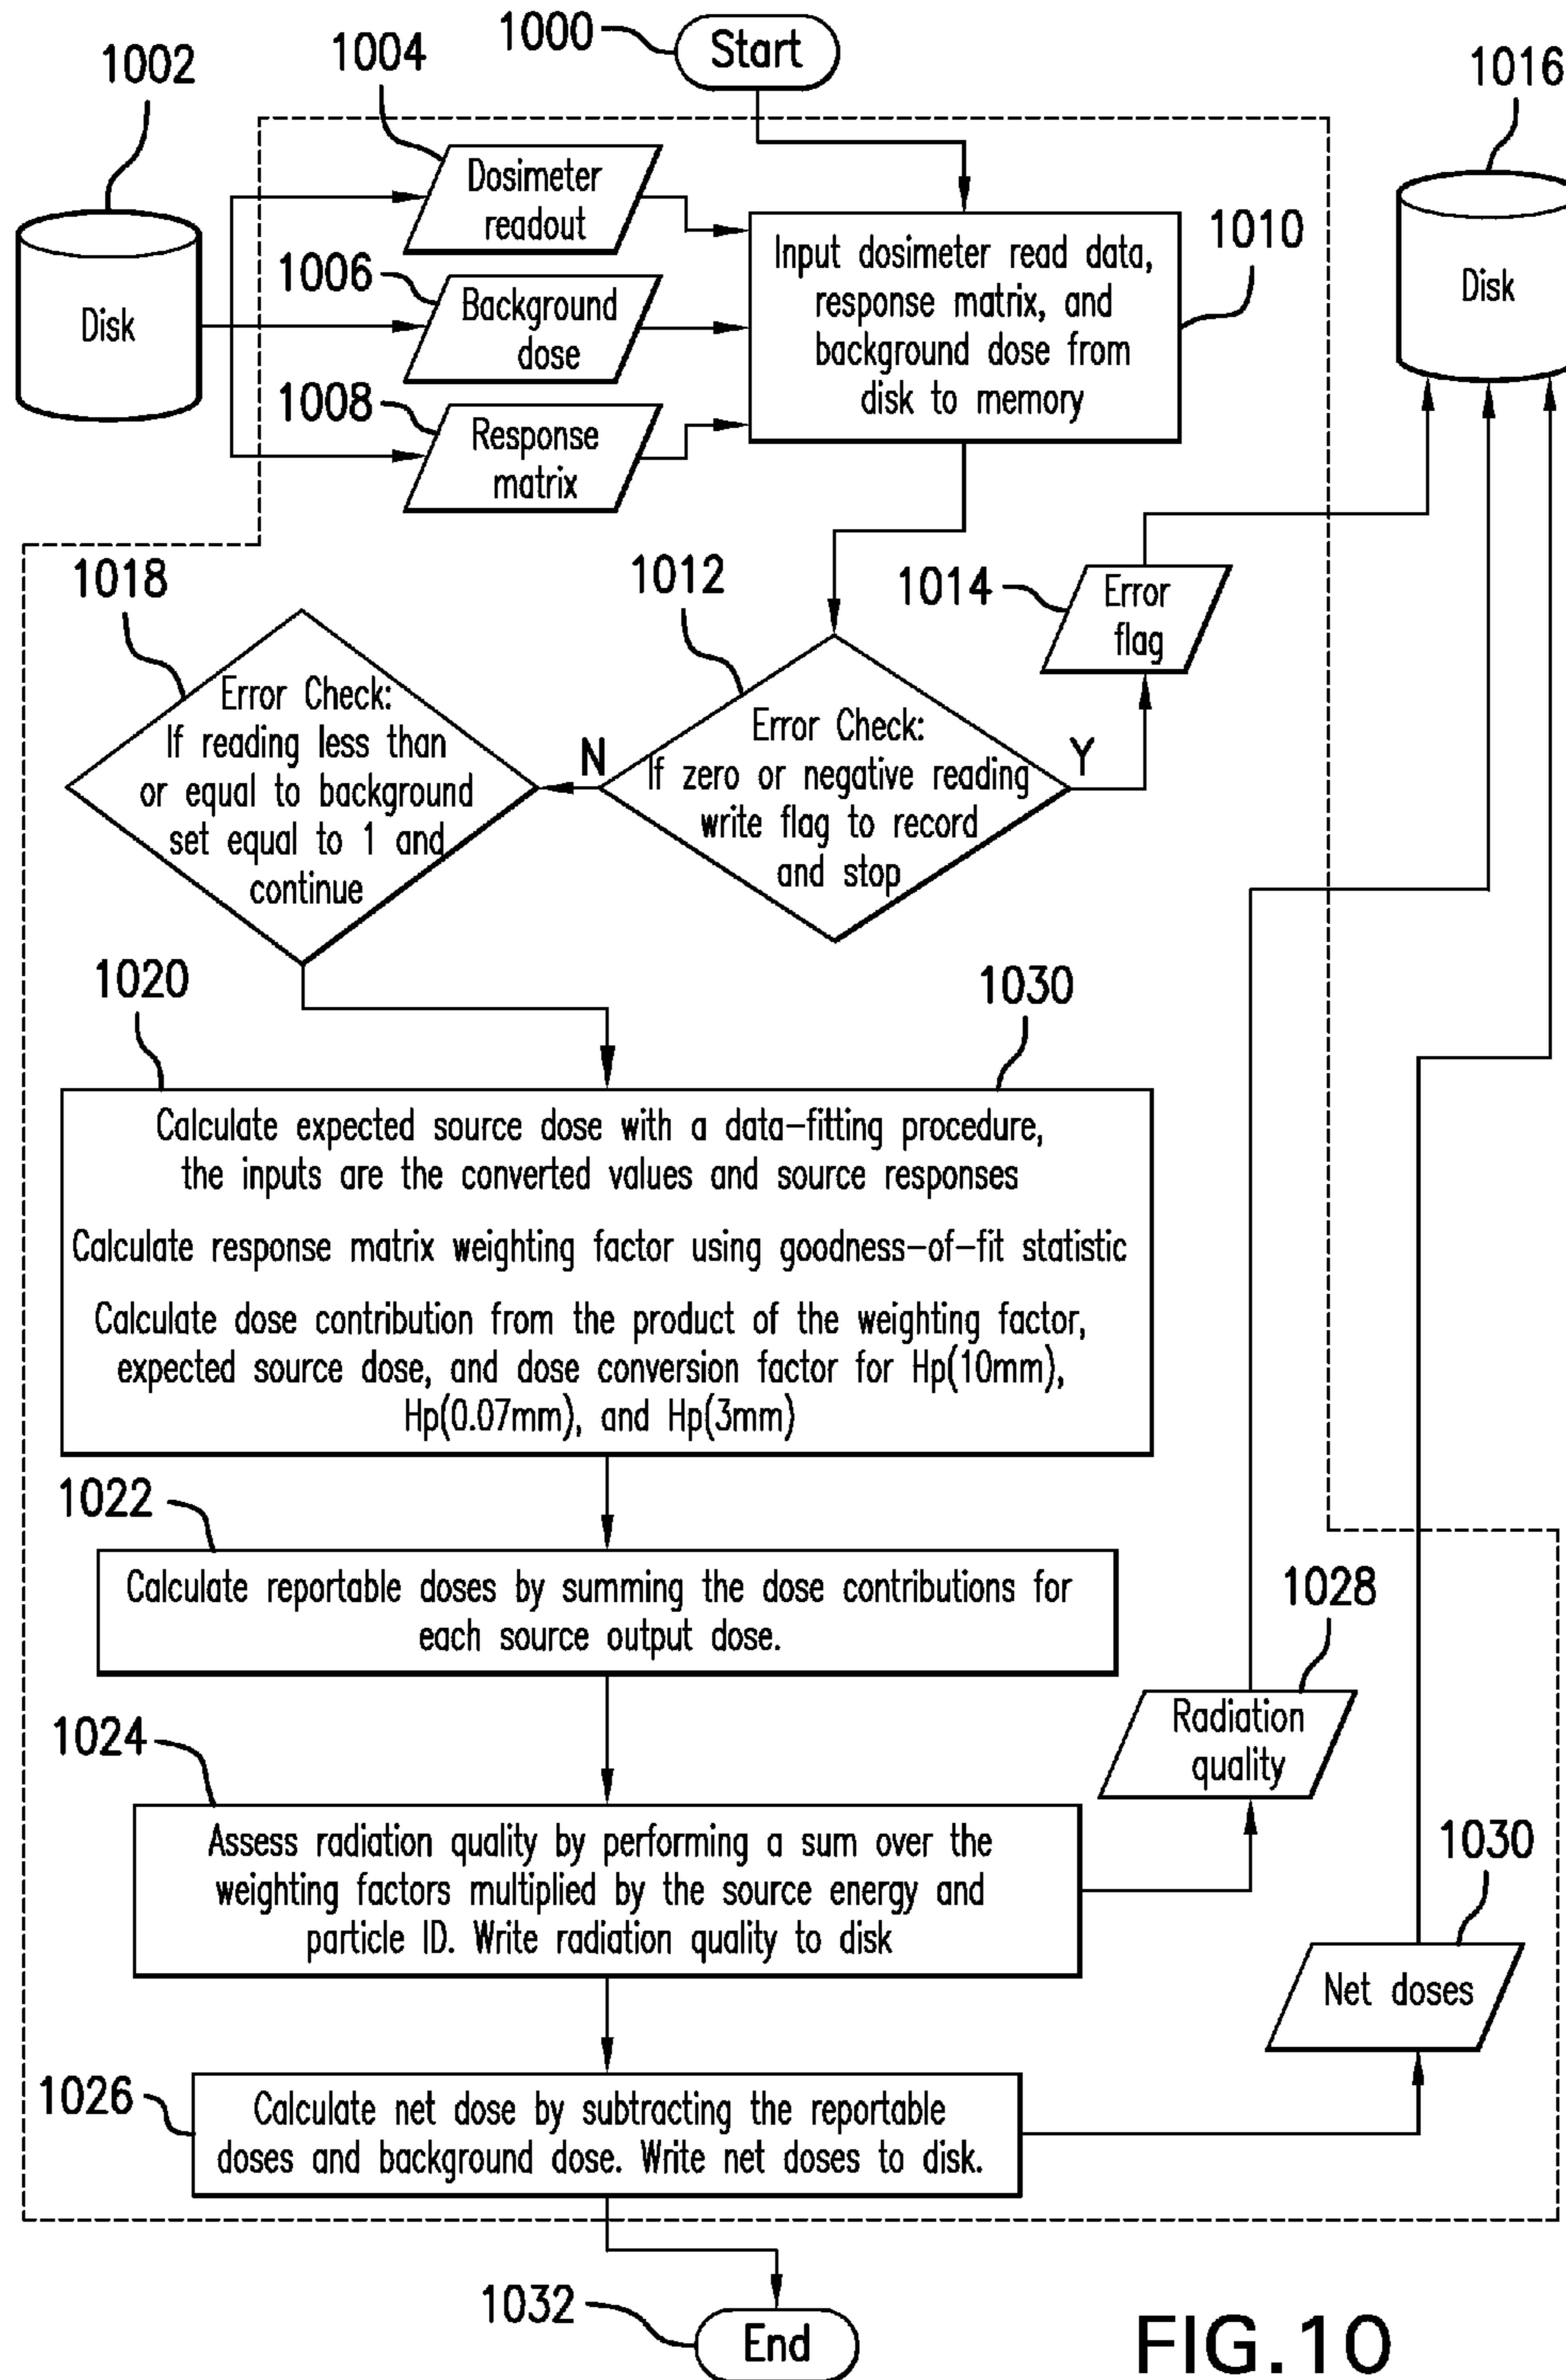 1000
Start
1002
1004
1016
Dosimeter
readout
1006
Background
dose
1008
Response
matrix
Disk
Input dosimeter read data,
response matrix, and
background dose from
disk to memory
1010
Disk
1018
1012
1014
Error
flag
Error Check:
If reading less than
or equal to background
set equal to 1 and
continue
N
Error Check:
If zero or negative reading
write flag to record
and stop
Y
1020
1030
Calculate expected source dose with a data-fitting procedure,
the inputs are the converted values and source responses
Calculate response matrix weighting factor using goodness-of-fit statistic
Calculate dose contribution from the product of the weighting factor,
expected source dose, and dose conversion factor for Hp(10mm),
Hp(0.07mm), and Hp(3mm)
1022
Calculate reportable doses by summing the dose contributions for
each source output dose.
1028
Radiation
quality
1024
Assess radiation quality by performing a sum over the
weighting factors multiplied by the source energy and
particle ID. Write radiation quality to disk
1030
Net doses
1026
Calculate net dose by subtracting the reportable
doses and background dose. Write net doses to disk.
1032
End
FIG.10